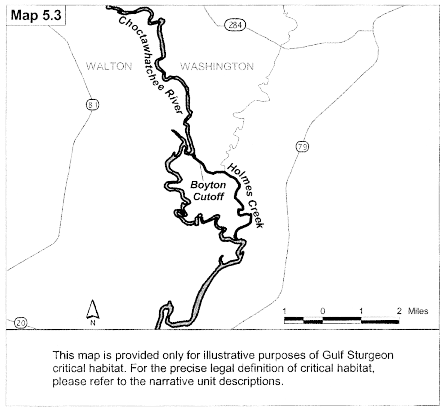 Map 5.3
284
WALTON
WASHINGTON
Choctawhatchee River
81
79
Holmes Creek
Boyton
Cutoff
N
1 0 1 2 Miles
20
This map is provided only for illustrative purposes of Gulf Sturgeon
critical habitat. For the precise legal definition of critical habitat,
please refer to the narrative unit descriptions.